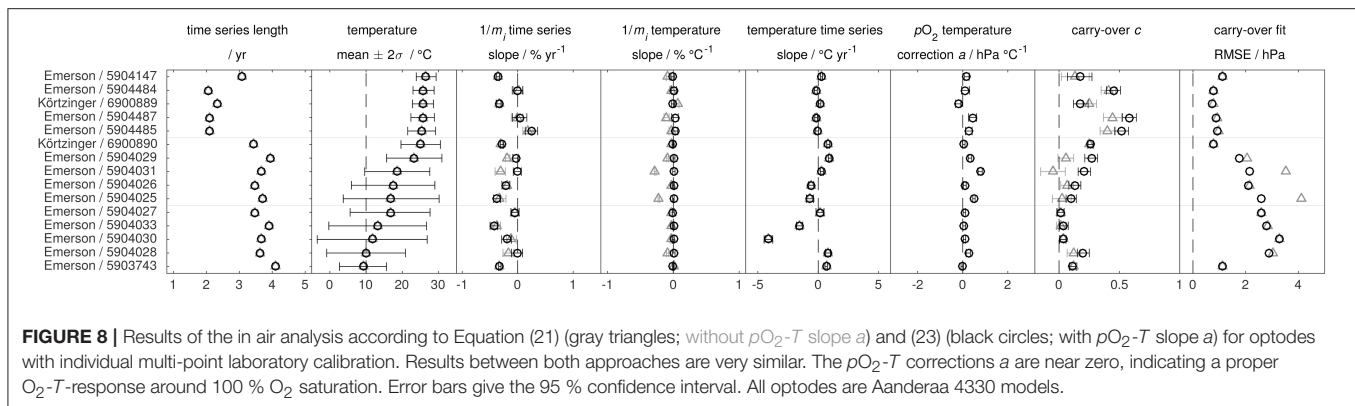 time series length
/ yr
temperature
mean ± 2σ / °C
1/mᵢ time series
slope / % yr⁻¹
1/mᵢ temperature
slope / % °C⁻¹
temperature time series
slope / °C yr⁻¹
pO₂ temperature
correction a / hPa °C⁻¹
carry-over c
carry-over fit
RMSE / hPa
Emerson / 5904147
Emerson / 5904484
Körtzinger / 6900889
Emerson / 5904487
Emerson / 5904485
Körtzinger / 6900890
Emerson / 5904029
Emerson / 5904031
Emerson / 5904026
Emerson / 5904025
Emerson / 5904027
Emerson / 5904033
Emerson / 5904030
Emerson / 5904028
Emerson / 5903743
1 2 3 4 5
0 10 20 30
-1 0 1
-1 0 1
-5 0 5
-2 0 2
0 0.5 1
0 2 4
FIGURE 8 | Results of the in air analysis according to Equation (21) (gray triangles; without pO₂-T slope a) and (23) (black circles; with pO₂-T slope a) for optodes
with individual multi-point laboratory calibration. Results between both approaches are very similar. The pO₂-T corrections a are near zero, indicating a proper
O₂-T-response around 100 % O₂ saturation. Error bars give the 95 % confidence interval. All optodes are Aanderaa 4330 models.